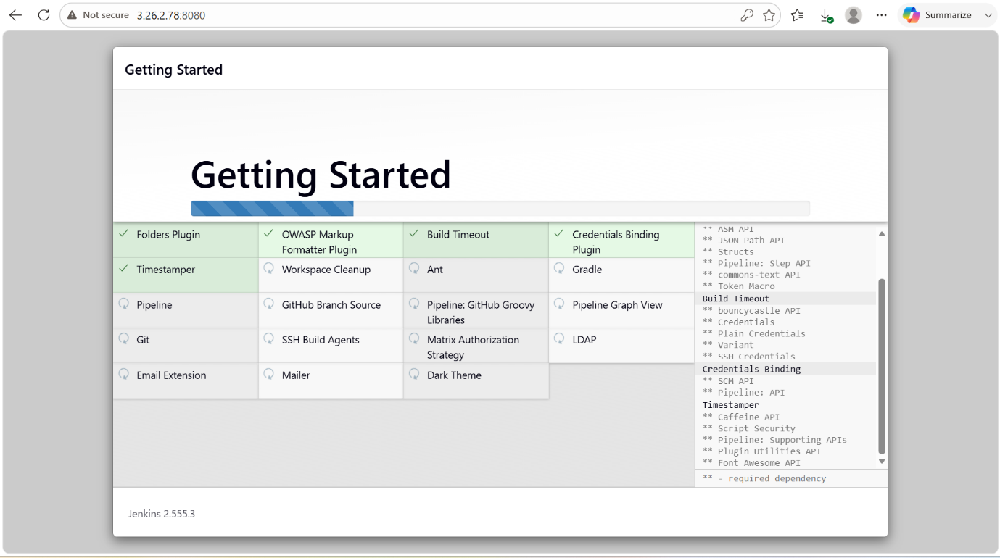 Not secure 3.26.2.78:8080 Summarize
Getting Started
Getting Started
Folders Plugin
OWASP Markup
Formatter Plugin
Build Timeout
Credentials Binding
Plugin
Timestamper
Workspace Cleanup
Ant
Gradle
Pipeline
GitHub Branch Source
Pipeline: GitHub Groovy
Libraries
Pipeline Graph View
Git
SSH Build Agents
Matrix Authorization
Strategy
LDAP
Email Extension
Mailer
Dark Theme
** ASM API
** JSON Path API
** Structs
** Pipeline: Step API
** commons-text API
** Token Macro
Build Timeout
** bouncycastle API
** Credentials
** Plain Credentials
** Variant
** SSH Credentials
Credentials Binding
** SCM API
** Pipeline: API
Timestamper
** Caffeine API
** Script Security
** Pipeline: Supporting APIs
** Plugin Utilities API
** Font Awesome API
** - required dependency
Jenkins 2.555.3